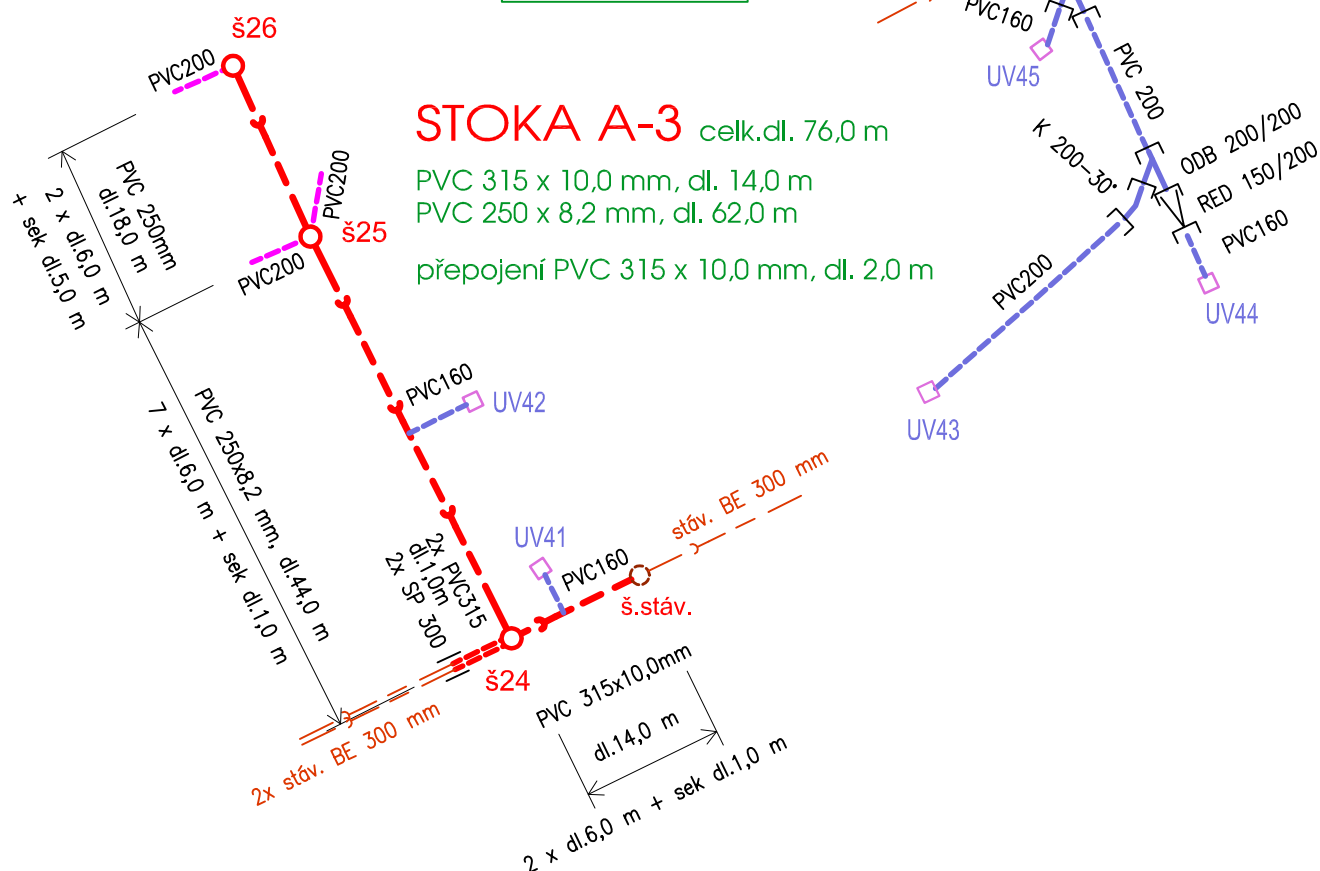 š26
PVC200
STOKA A-3 celk.dl. 76,0 m
PVC 315 x 10,0 mm, dl. 14,0 m
PVC 250 x 8,2 mm, dl. 62,0 m
přepojení PVC 315 x 10,0 mm, dl. 2,0 m
PVC 250mm
dl.18,0 m
2 x dl.6,0 m
+ sek dl.5,0 m
PVC200
š25
PVC200
PVC 250x8,2 mm, dl.44,0 m
7 x dl.6,0 m + sek dl.1,0 m
PVC160
UV42
UV41
PVC160
2x PVC315
dl.1,0m
2x SP 300
š24
š.stáv.
stáv. BE 300 mm
2x stáv. BE 300 mm
PVC 315x10,0mm
dl.14,0 m
2 x dl.6,0 m + sek dl.1,0 m
PVC160
UV45
PVC 200
K 200-30°
ODB 200/200
RED 150/200
PVC160
UV44
PVC200
UV43